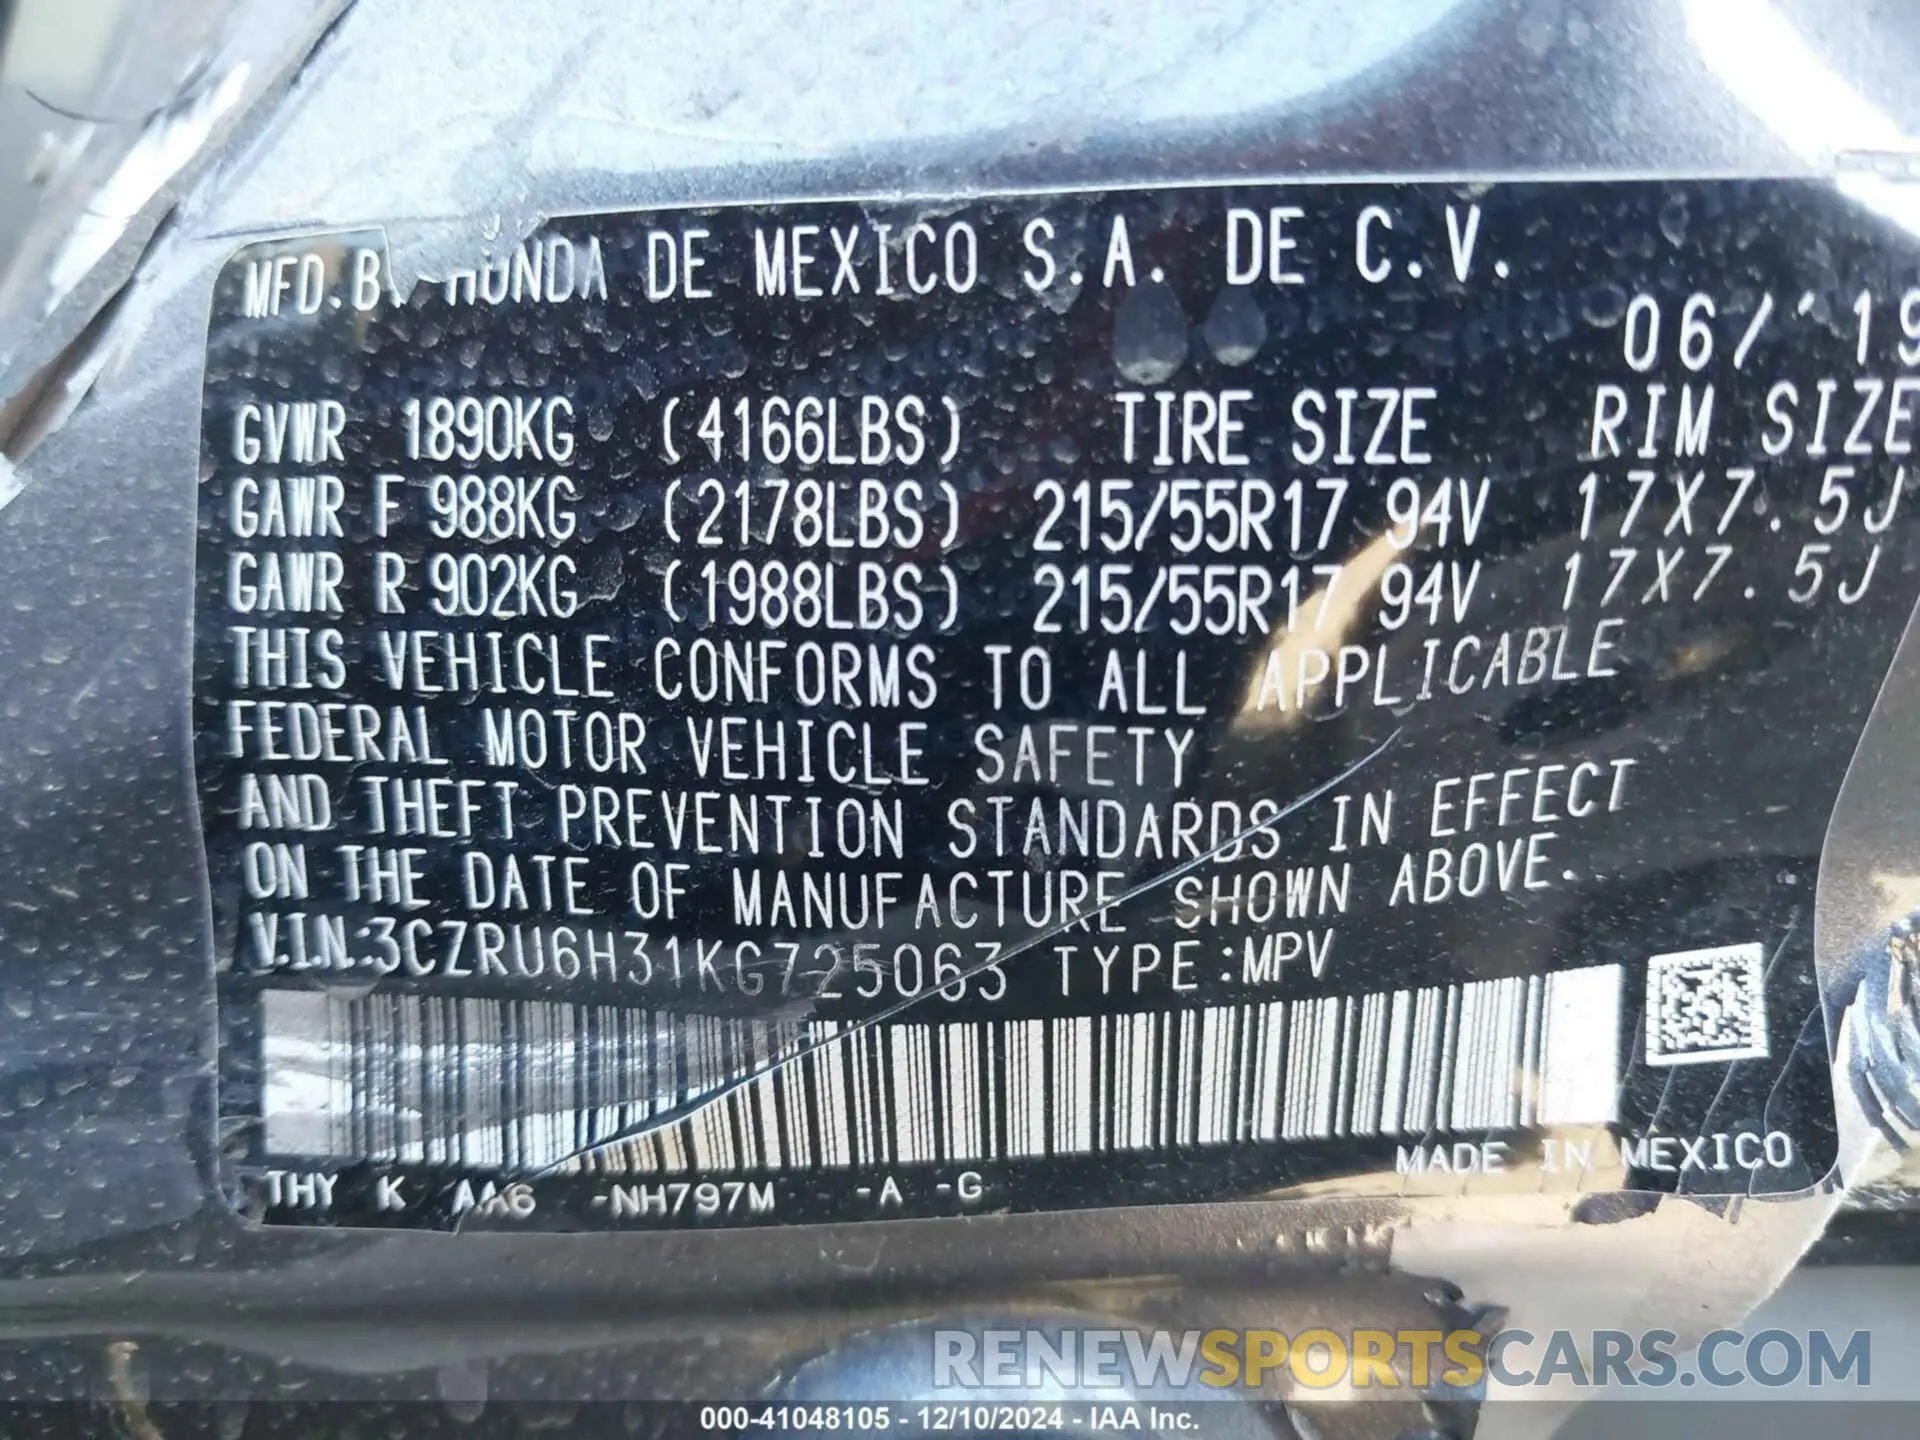 MFD. BY HONDA DE MEXICO S.A. DE C.V.
06/ '19
GVWR 1890KG (4166LBS) TIRE SIZE RIM SIZE
GAWR F 988KG (2178LBS) 215/55R17 94V 17X7.5J
GAWR R 902KG (1988LBS) 215/55R17 94V 17X7.5J
THIS VEHICLE CONFORMS TO ALL APPLICABLE
FEDERAL MOTOR VEHICLE SAFETY
AND THEFT PREVENTION STANDARDS IN EFFECT
ON THE DATE OF MANUFACTURE SHOWN ABOVE.
V.I.N.:3CZRU6H31KG725063 TYPE:MPV
MADE IN MEXICO
THY K AA6 -NH797M -A -G
RENEWSPORTSCARS.COM
000-41048105 - 12/10/2024 - IAA Inc.